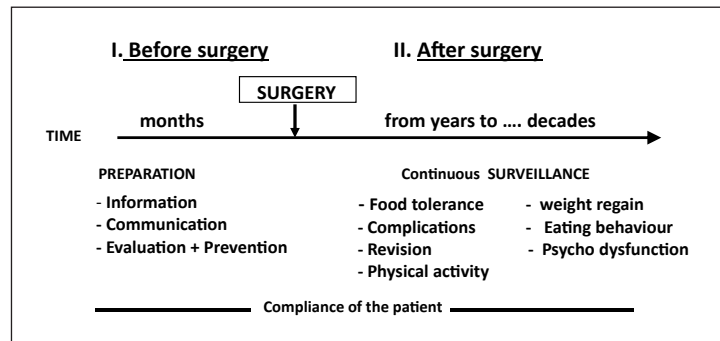 I. Before surgery
II. After surgery
SURGERY
months
from years to .... decades
TIME
PREPARATION
- Information
- Communication
- Evaluation + Prevention
Continuous SURVEILLANCE
- Food tolerance
- Complications
- Revision
- Physical activity
- weight regain
- Eating behaviour
- Psycho dysfunction
Compliance of the patient